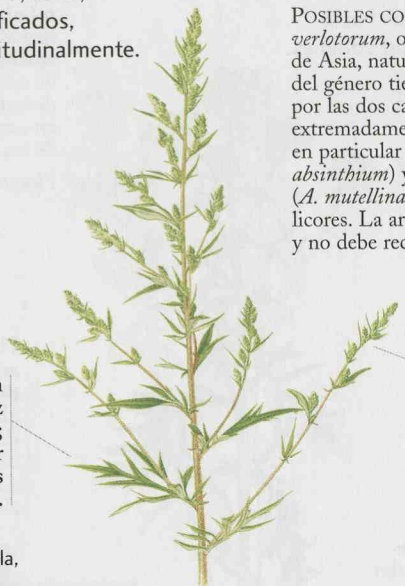 ficados,
itudinalmente.
POSIBLES CO
verlotorum, o
de Asia, natu
del género tie
por las dos ca
extremadame
en particular
absinthium) y
(A. mutellina
licores. La ar
y no debe rec
a
z
r
s
la,